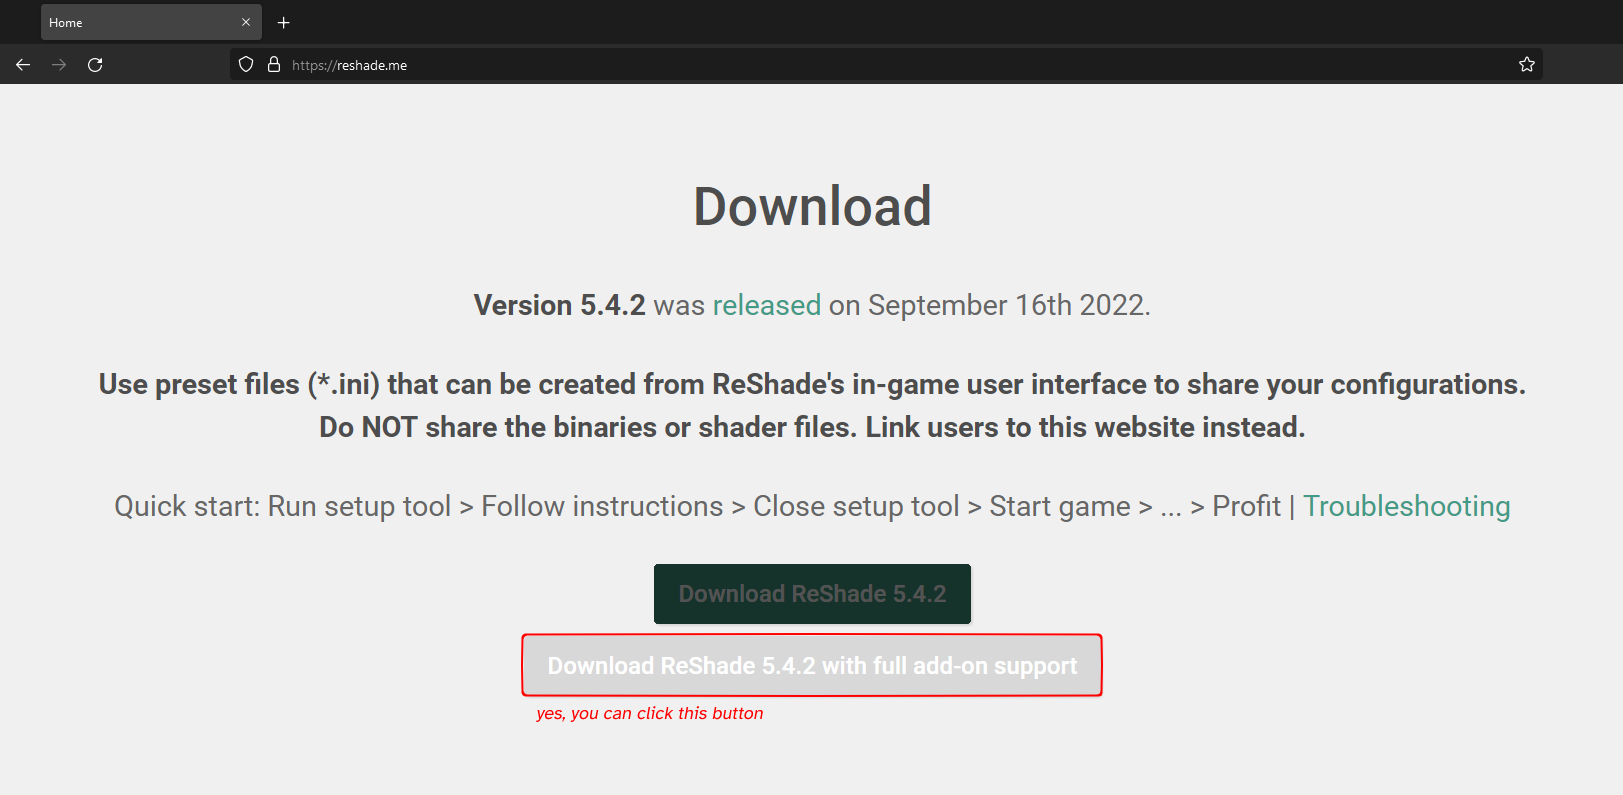 Home
https://reshade.me
Download
Version 5.4.2 was released on September 16th 2022.
Use preset files (*.ini) that can be created from ReShade's in-game user interface to share your configurations.
Do NOT share the binaries or shader files. Link users to this website instead.
Quick start: Run setup tool > Follow instructions > Close setup tool > Start game > ... > Profit | Troubleshooting
Download ReShade 5.4.2
Download ReShade 5.4.2 with full add-on support
yes, you can click this button